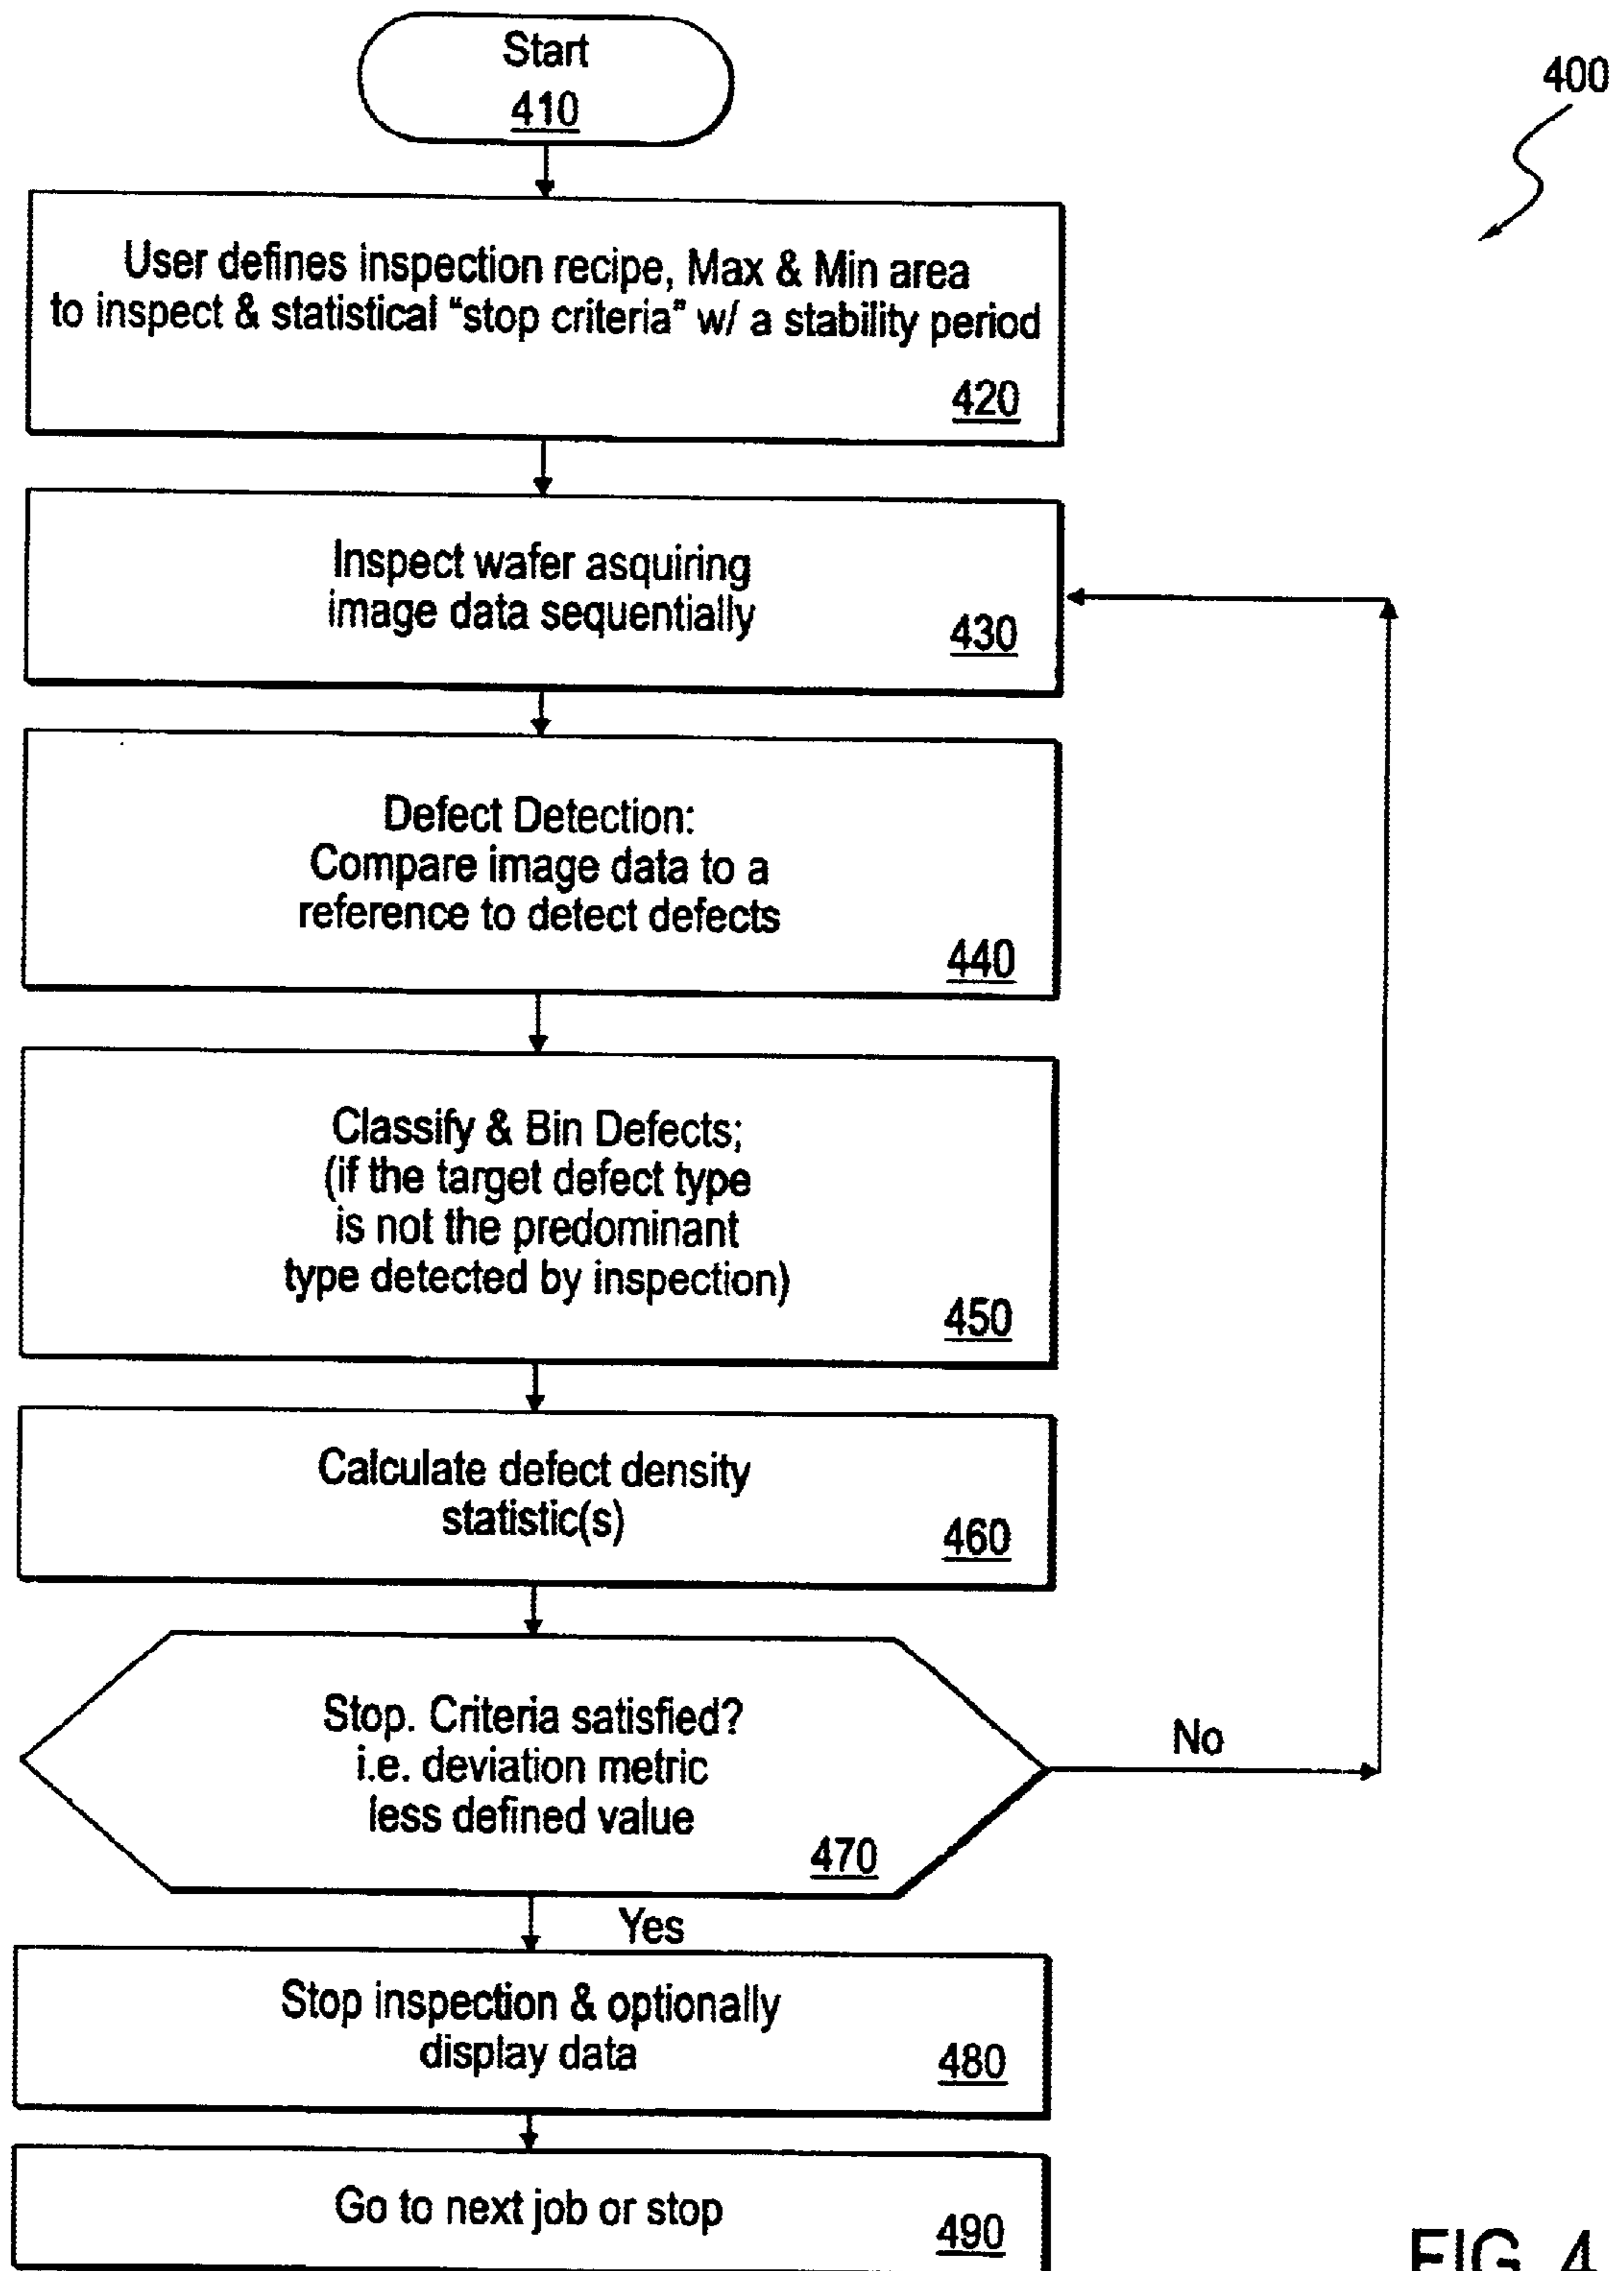 Start
410
400
User defines inspection recipe, Max & Min area
to inspect & statistical "stop criteria" w/ a stability period
420
Inspect wafer asquiring
image data sequentially
430
Defect Detection:
Compare image data to a
reference to detect defects
440
Classify & Bin Defects;
(if the target defect type
is not the predominant
type detected by inspection)
450
Calculate defect density
statistic(s)
460
Stop. Criteria satisfied?
i.e. deviation metric
less defined value
470
No
Yes
Stop inspection & optionally
display data
480
Go to next job or stop
490
FIG. 4